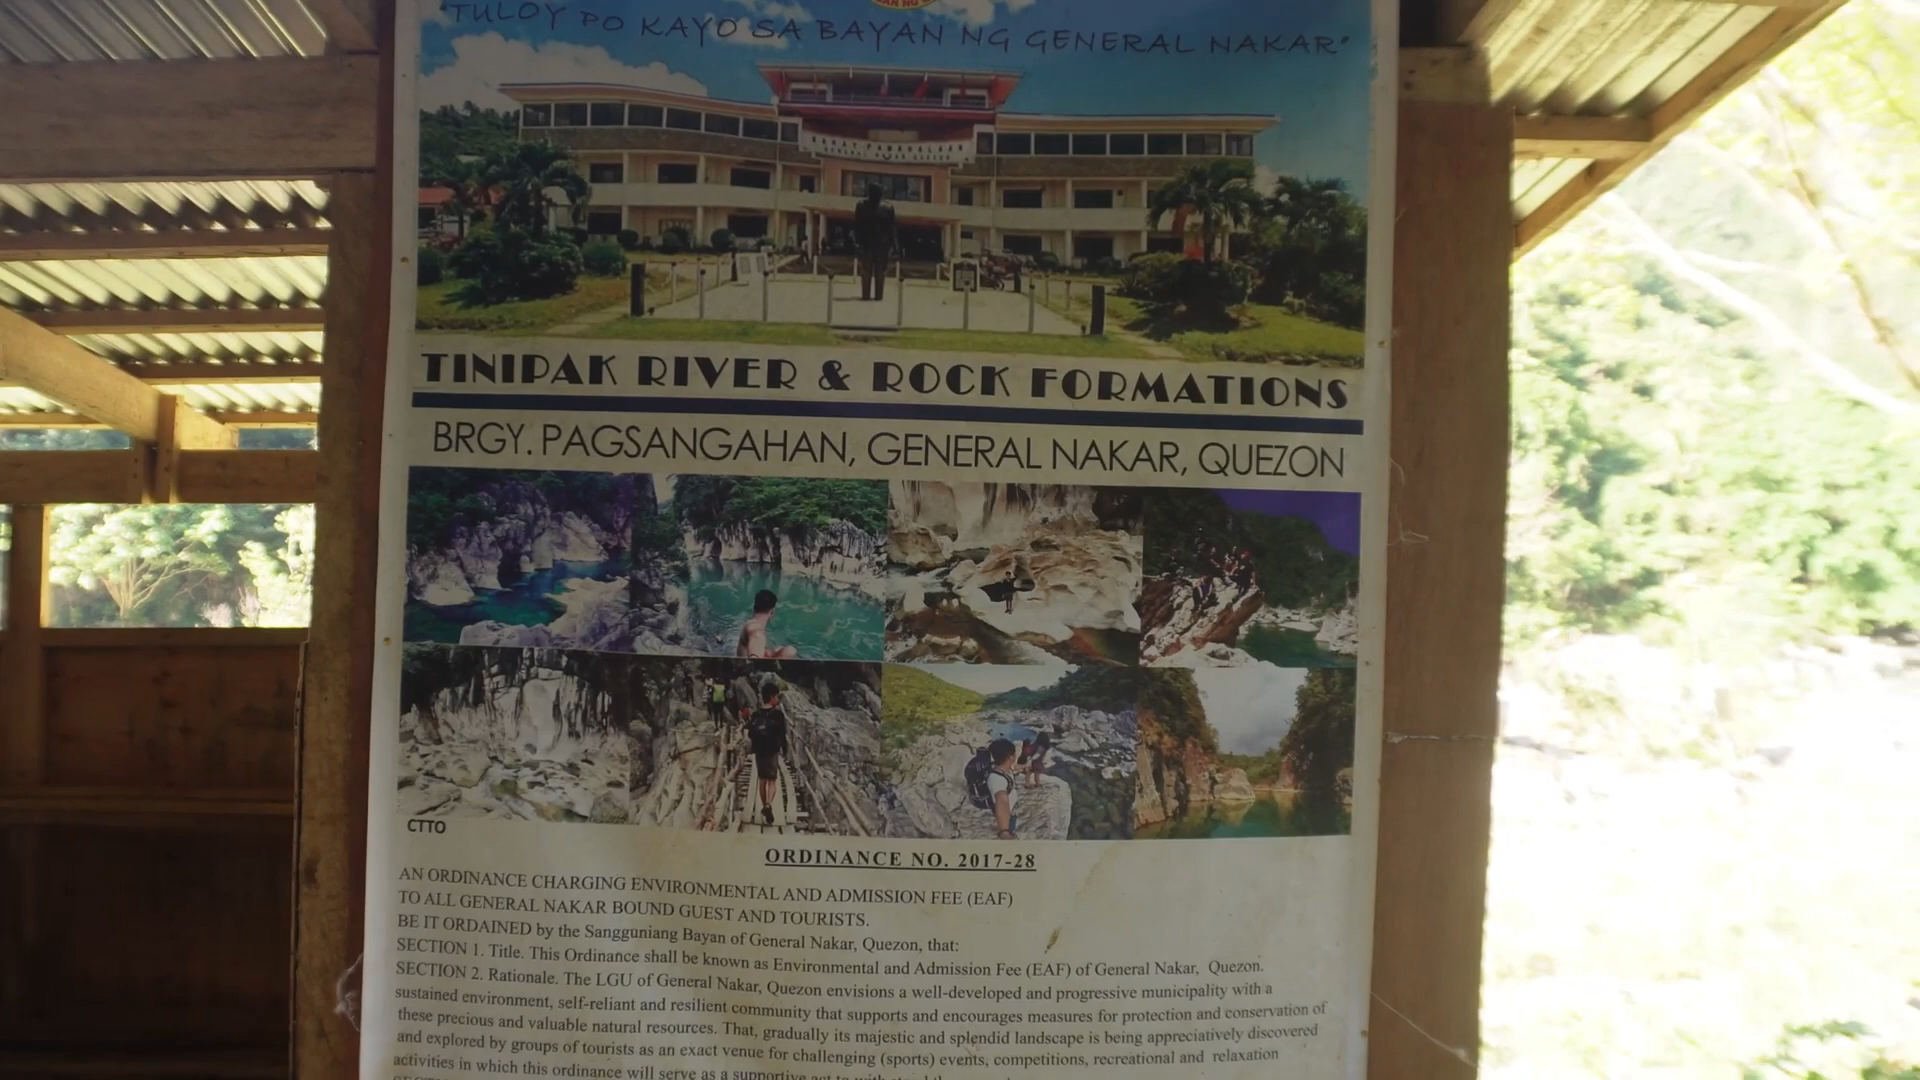 "TULOY PO KAYO SA BAYAN NG GENERAL NAKAR"
TINIPAK RIVER & ROCK FORMATIONS
BRGY. PAGSANGAHAN, GENERAL NAKAR, QUEZON
CTTO
ORDINANCE NO. 2017-28
AN ORDINANCE CHARGING ENVIRONMENTAL AND ADMISSION FEE (EAF)
TO ALL GENERAL NAKAR BOUND GUEST AND TOURISTS.
BE IT ORDAINED by the Sangguniang Bayan of General Nakar, Quezon, that:
SECTION 1. Title. This Ordinance shall be known as Environmental and Admission Fee (EAF) of General Nakar, Quezon.
SECTION 2. Rationale. The LGU of General Nakar, Quezon envisions a well-developed and progressive municipality with a
sustained environment, self-reliant and resilient community that supports and encourages measures for protection and conservation of
these precious and valuable natural resources. That, gradually its majestic and splendid landscape is being appreciatively discovered
and explored by groups of tourists as an exact venue for challenging (sports) events, competitions, recreational and relaxation
activities in which this ordinance will serve as a supportive act to